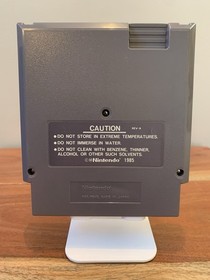 CAUTION REV-A
• DO NOT STORE IN EXTREME TEMPERATURES.
• DO NOT IMMERSE IN WATER.
• DO NOT CLEAN WITH BENZENE, THINNER,
ALCOHOL OR OTHER SUCH SOLVENTS.
©Nintendo 1985